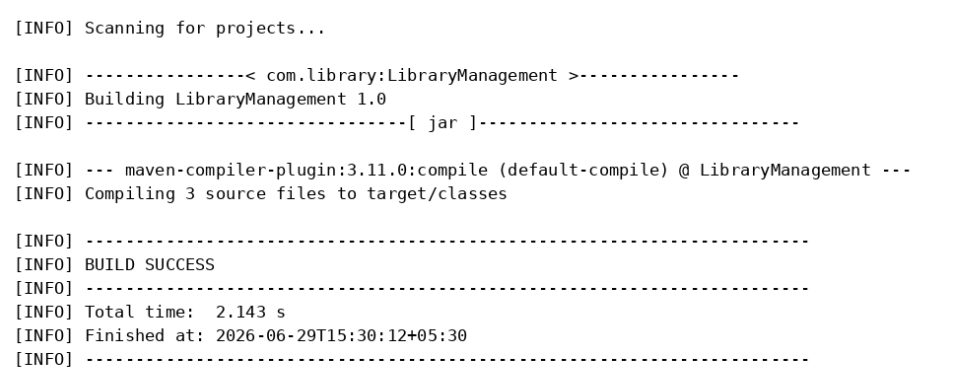 [INFO] Scanning for projects...
[INFO] ----------------< com.library:LibraryManagement >----------------
[INFO] Building LibraryManagement 1.0
[INFO] --------------------------------[ jar ]--------------------------------
[INFO] --- maven-compiler-plugin:3.11.0:compile (default-compile) @ LibraryManagement ---
[INFO] Compiling 3 source files to target/classes
[INFO] ------------------------------------------------------------------------
[INFO] BUILD SUCCESS
[INFO] ------------------------------------------------------------------------
[INFO] Total time:  2.143 s
[INFO] Finished at: 2026-06-29T15:30:12+05:30
[INFO] ------------------------------------------------------------------------